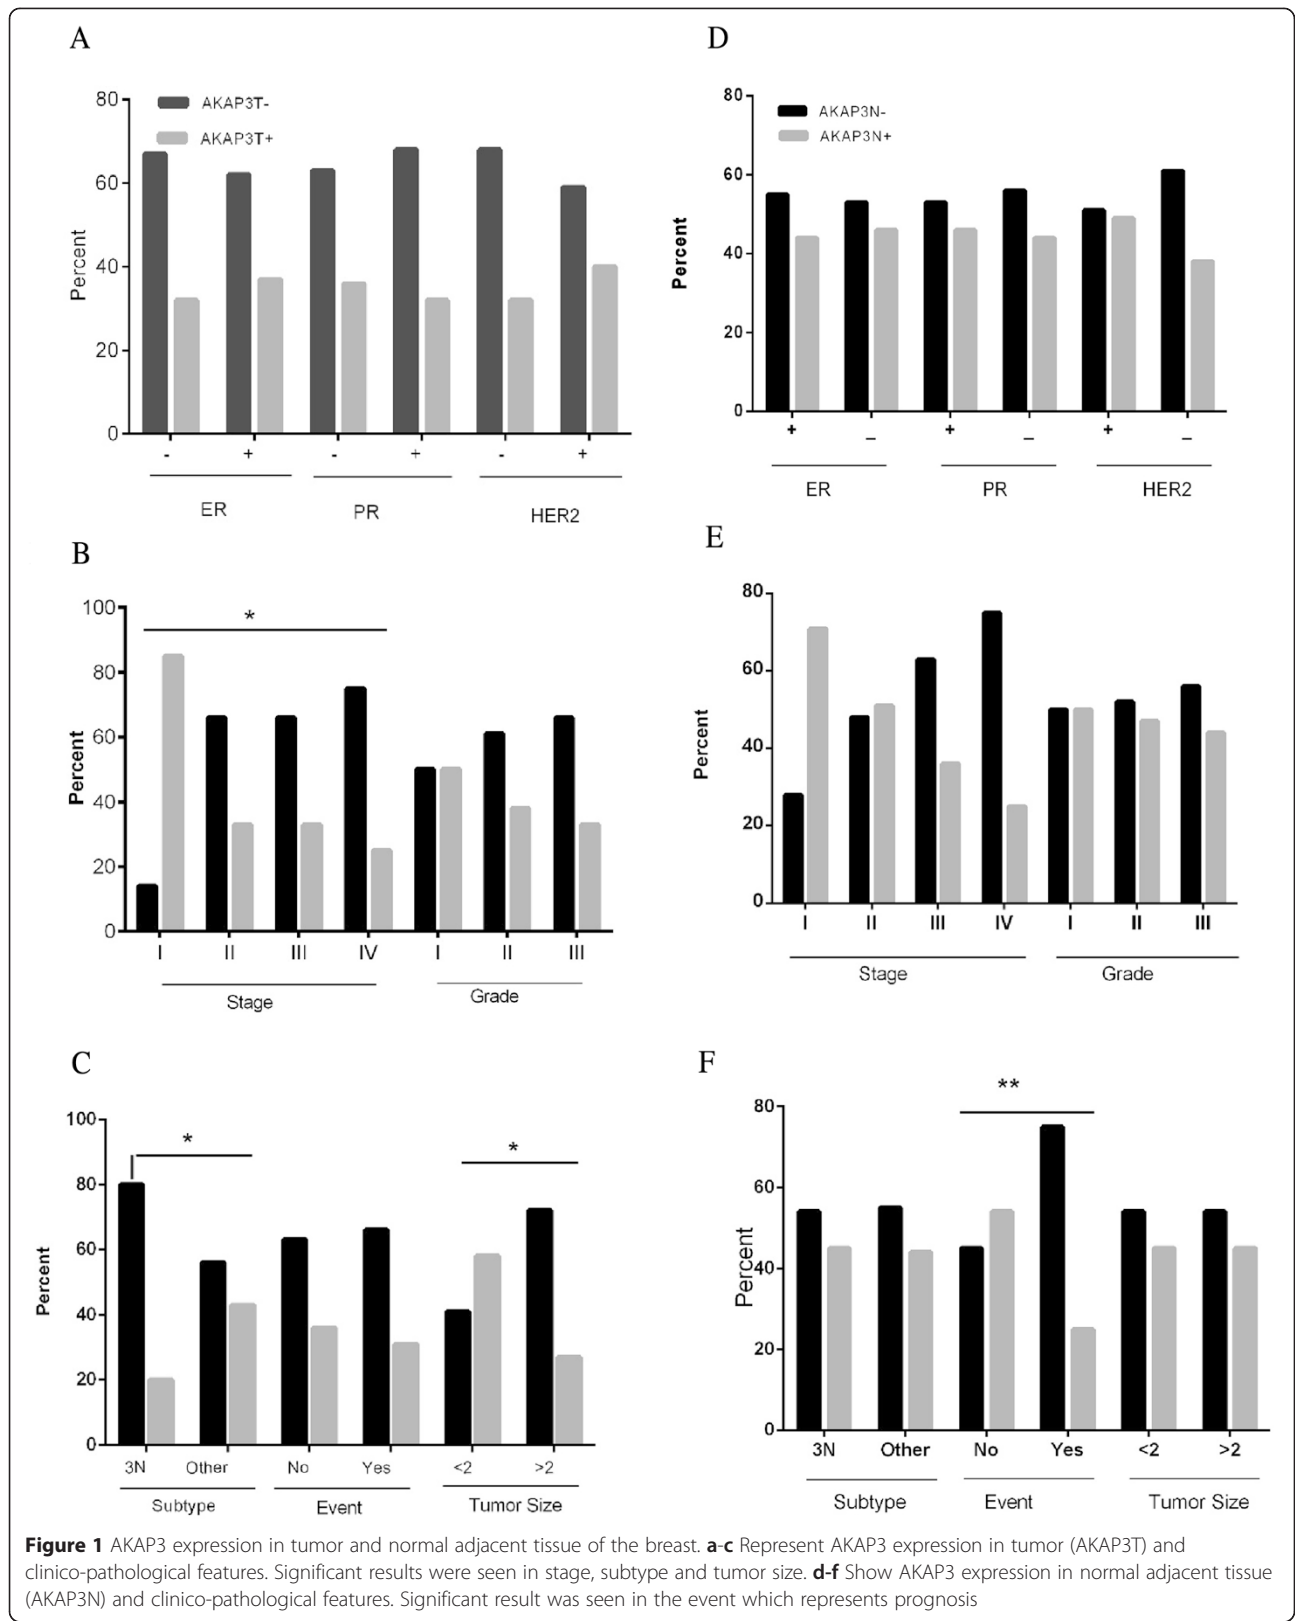 A
80
60
40
20
0
Percent
AKAP3T-
AKAP3T+
- + - + - +
ER PR HER2
D
80
60
40
20
0
Percent
AKAP3N-
AKAP3N+
+ – + – + –
ER PR HER2
B
100
80
60
40
20
0
Percent
*
I II III IV I II III
Stage Grade
E
80
60
40
20
0
Percent
I II III IV I II III
Stage Grade
C
100
80
60
40
20
0
Percent
* *
3N Other No Yes <2 >2
Subtype Event Tumor Size
F
80
60
40
20
0
Percent
**
3N Other No Yes <2 >2
Subtype Event Tumor Size
Figure 1 AKAP3 expression in tumor and normal adjacent tissue of the breast. a-c Represent AKAP3 expression in tumor (AKAP3T) and
clinico-pathological features. Significant results were seen in stage, subtype and tumor size. d-f Show AKAP3 expression in normal adjacent tissue
(AKAP3N) and clinico-pathological features. Significant result was seen in the event which represents prognosis